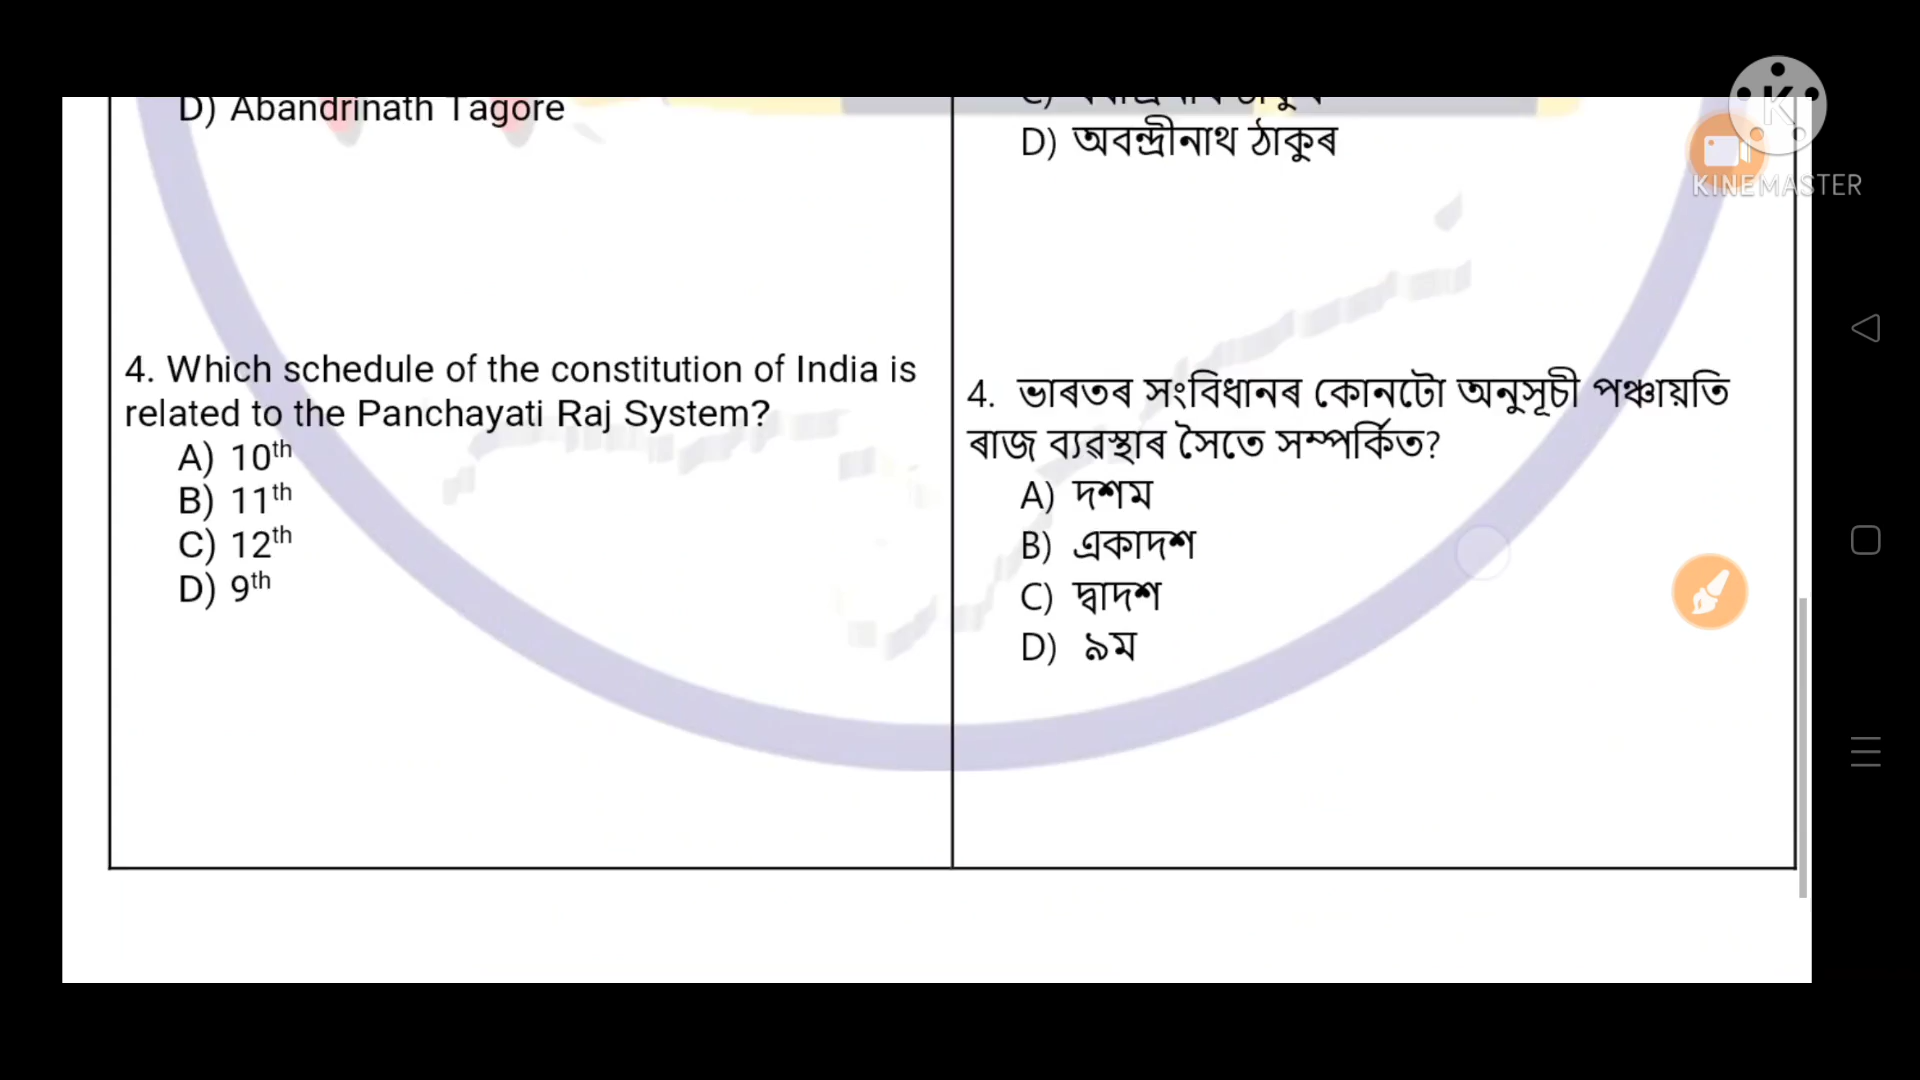 D) Abandrinath Tagore
4. Which schedule of the constitution of India is
related to the Panchayati Raj System?
A) 10th
B) 11th
C) 12th
D) 9th
D) অবন্দ্ৰীনাথ ঠাকুৰ
4. ভাৰতৰ সংবিধানৰ কোনটো অনুসূচী পঞ্চায়তি
ৰাজ ব্যৱস্থাৰ সৈতে সম্পৰ্কিত?
A) দশম
B) একাদশ
C) দ্বাদশ
D) ৯ম
K
KINEMASTER